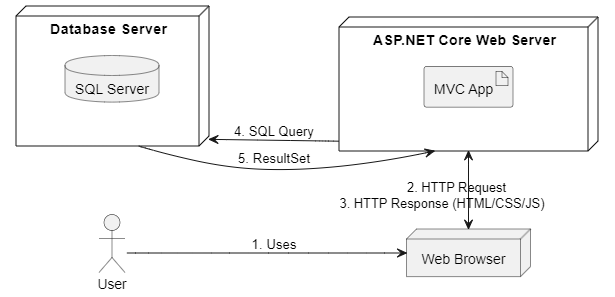 Database Server
ASP.NET Core Web Server
SQL Server
MVC App
4. SQL Query
5. ResultSet
2. HTTP Request
3. HTTP Response (HTML/CSS/JS)
1. Uses
Web Browser
User